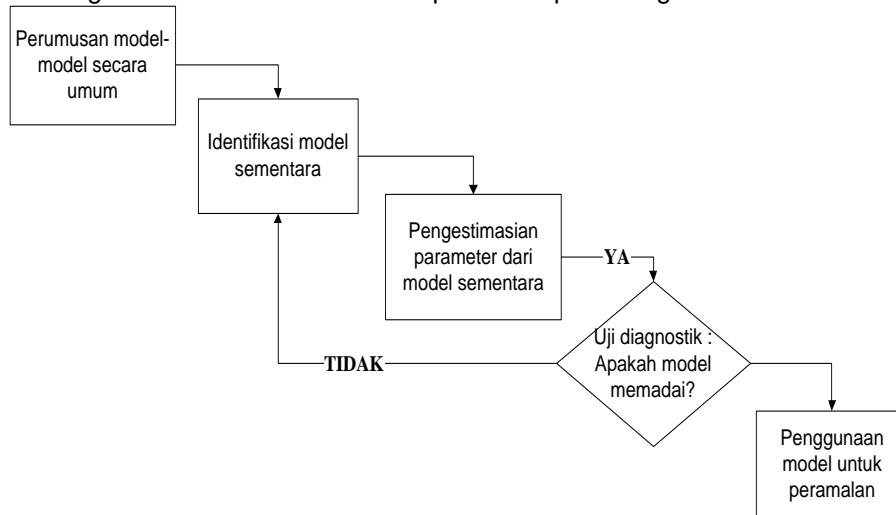 Perumusan model-
model secara
umum
Identifikasi model
sementara
Pengestimasian
parameter dari
model sementara
YA
Uji diagnostik :
Apakah model
memadai?
TIDAK
Penggunaan
model untuk
peramalan